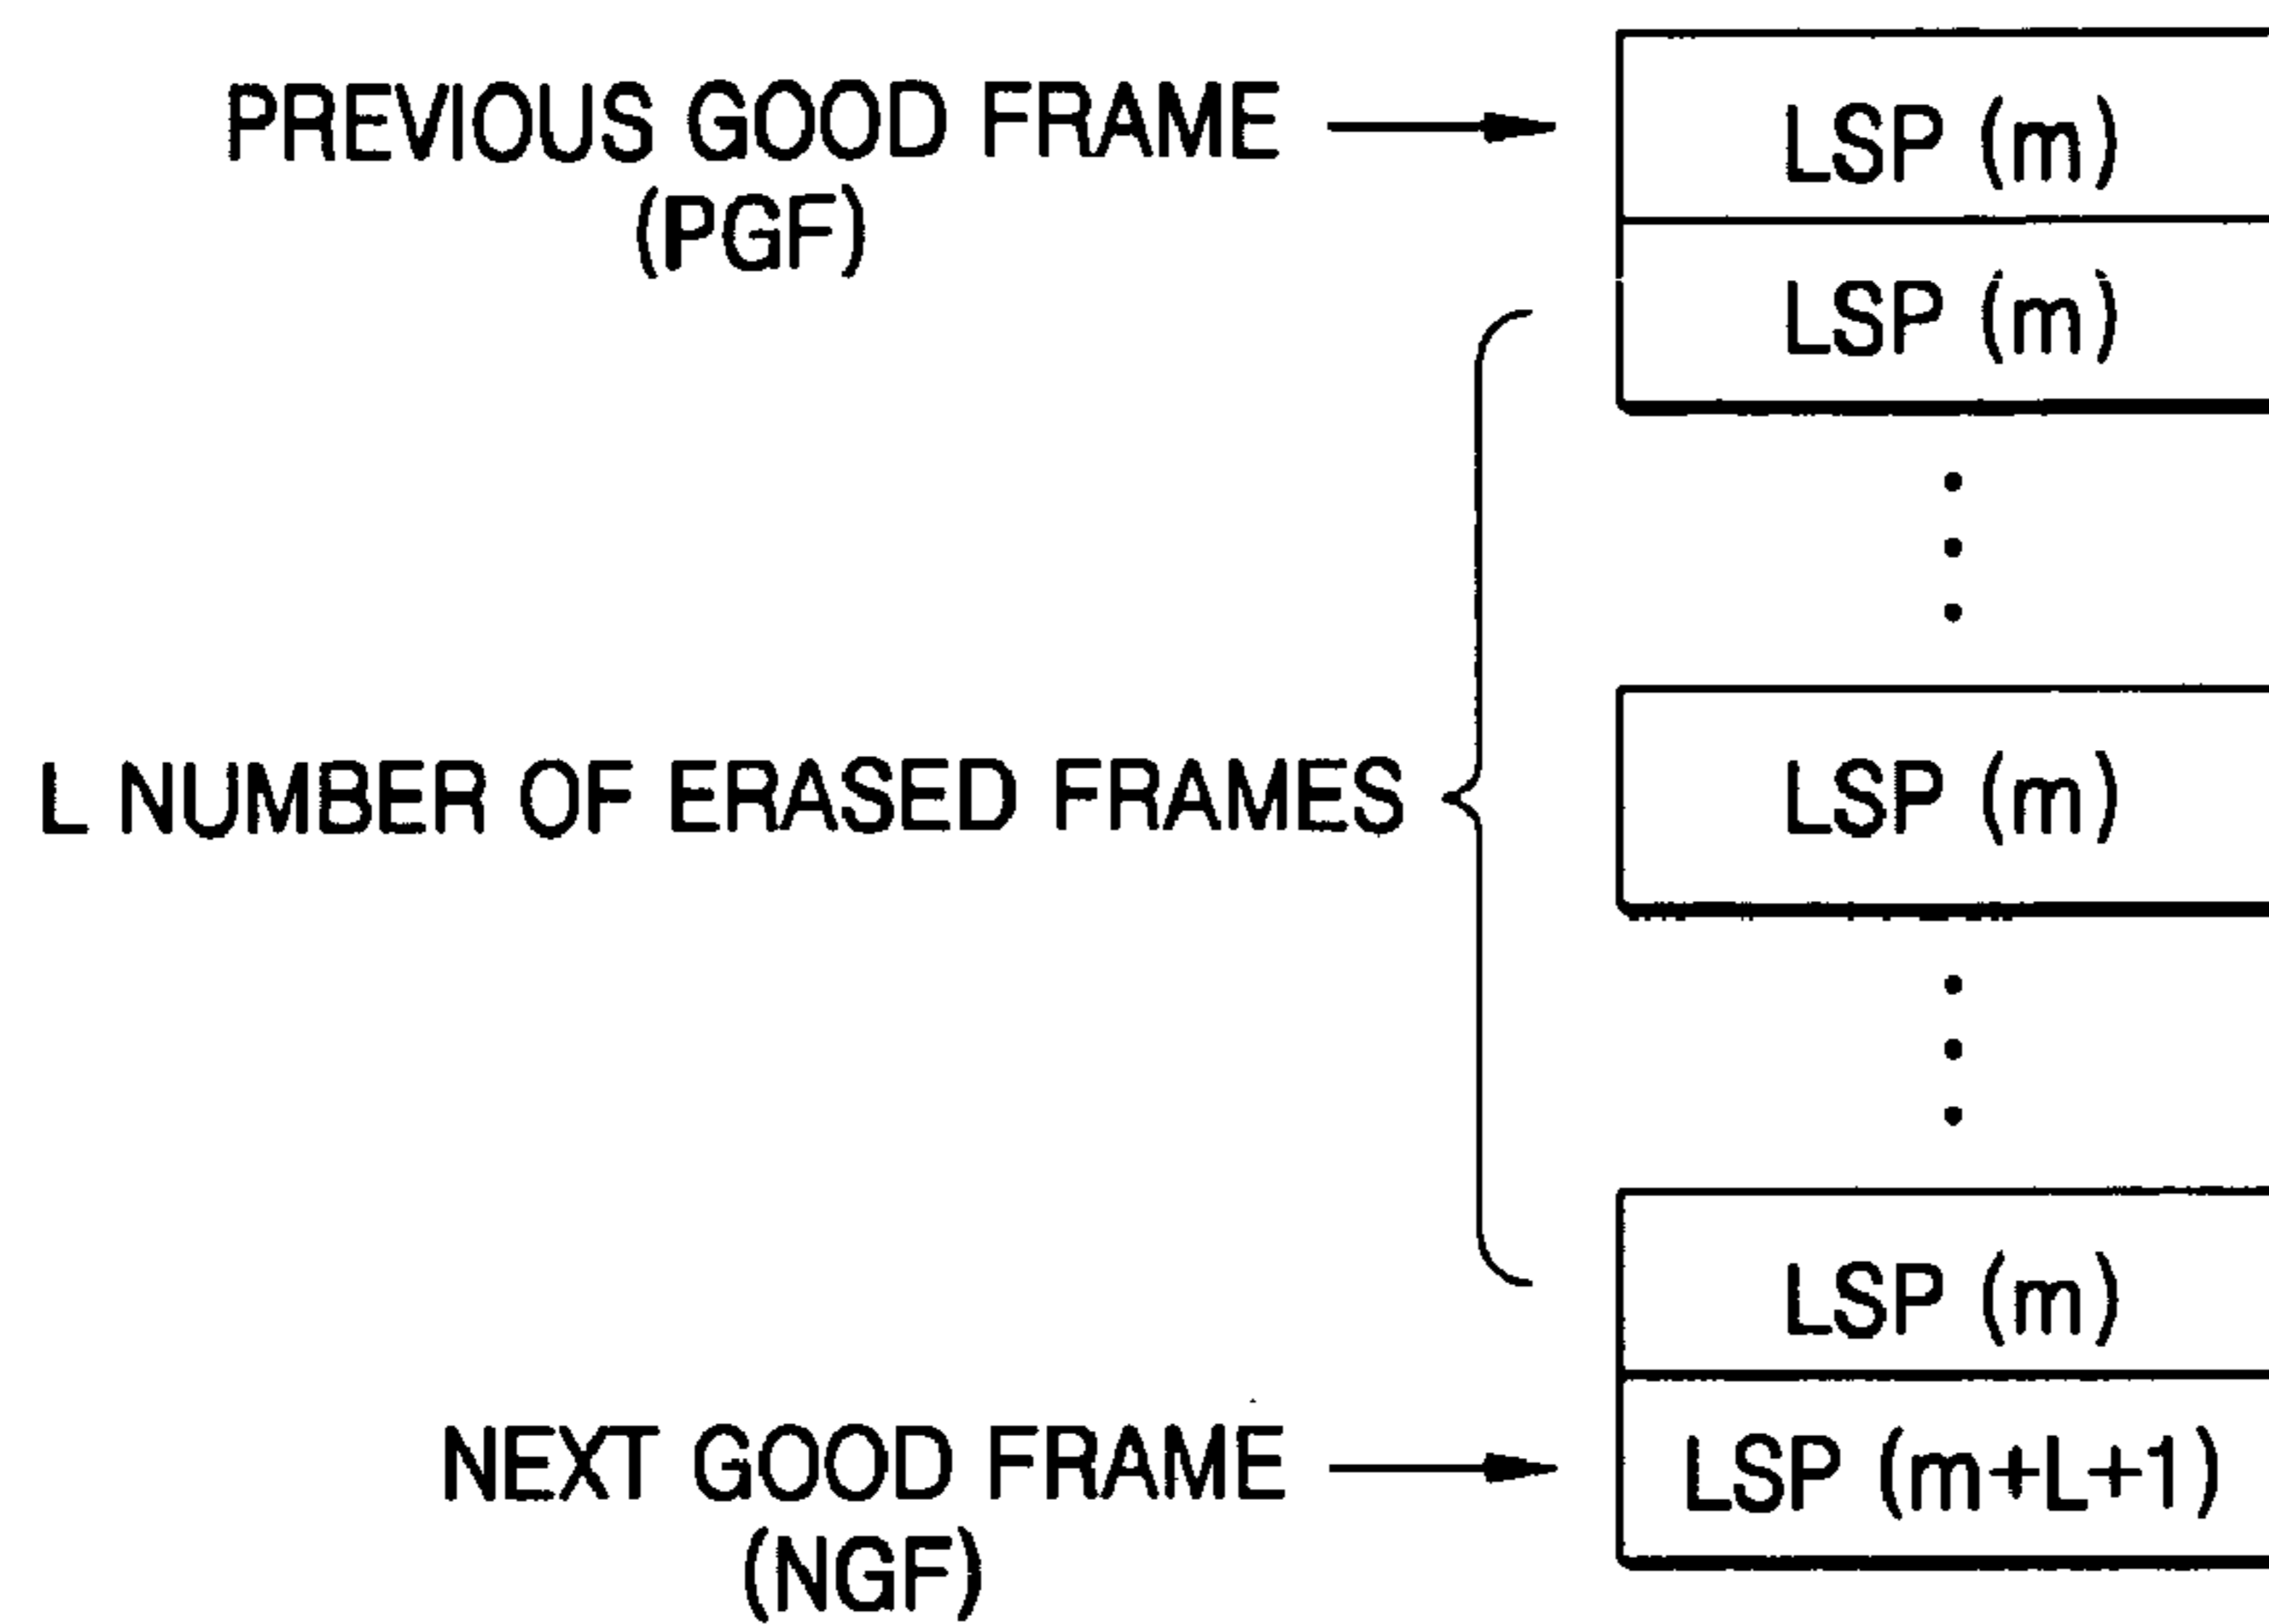 PREVIOUS GOOD FRAME
(PGF)
LSP (m)
LSP (m)
L NUMBER OF ERASED FRAMES
LSP (m)
LSP (m)
NEXT GOOD FRAME
(NGF)
LSP (m+L+1)